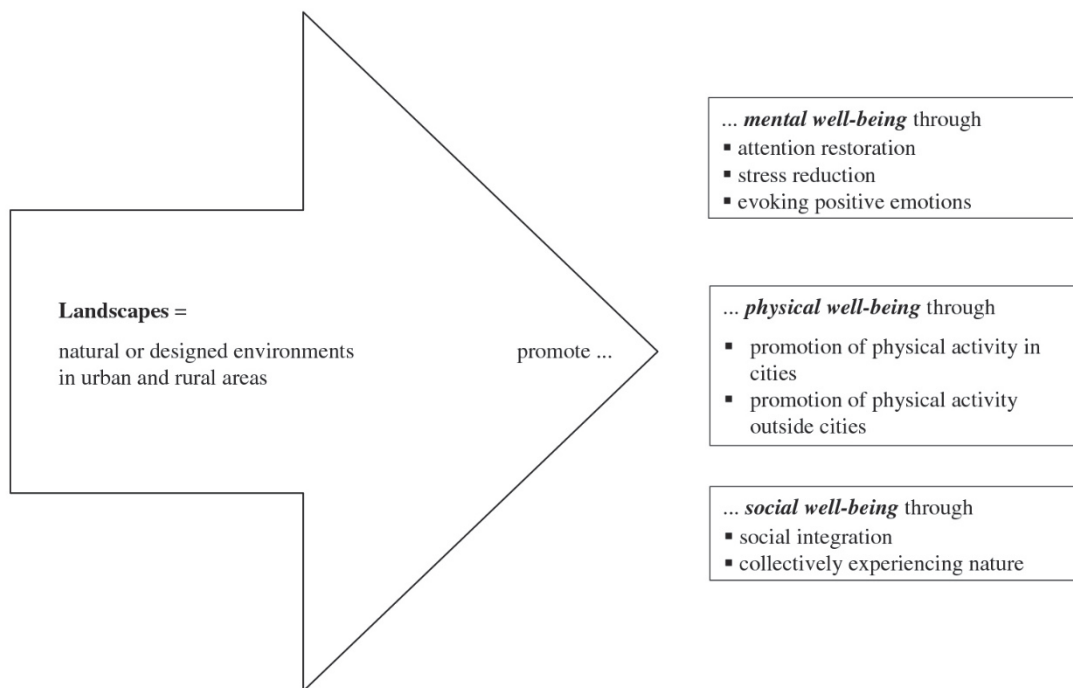 Landscapes =
natural or designed environments
in urban and rural areas
promote ...
... mental well-being through
▪ attention restoration
▪ stress reduction
▪ evoking positive emotions
... physical well-being through
▪ promotion of physical activity in
cities
▪ promotion of physical activity
outside cities
... social well-being through
▪ social integration
▪ collectively experiencing nature